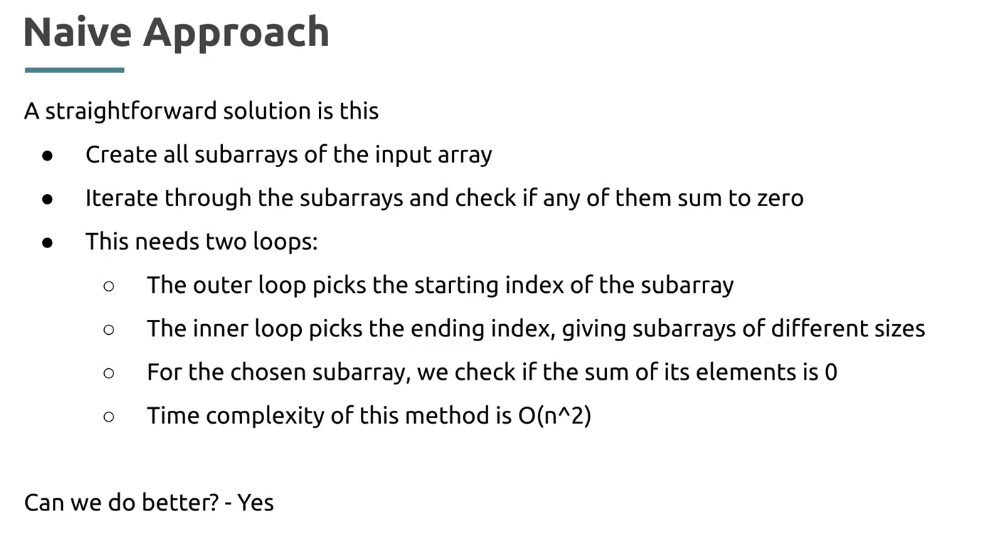 Naive Approach
A straightforward solution is this
● Create all subarrays of the input array
● Iterate through the subarrays and check if any of them sum to zero
● This needs two loops:
○ The outer loop picks the starting index of the subarray
○ The inner loop picks the ending index, giving subarrays of different sizes
○ For the chosen subarray, we check if the sum of its elements is 0
○ Time complexity of this method is O(n^2)
Can we do better? - Yes